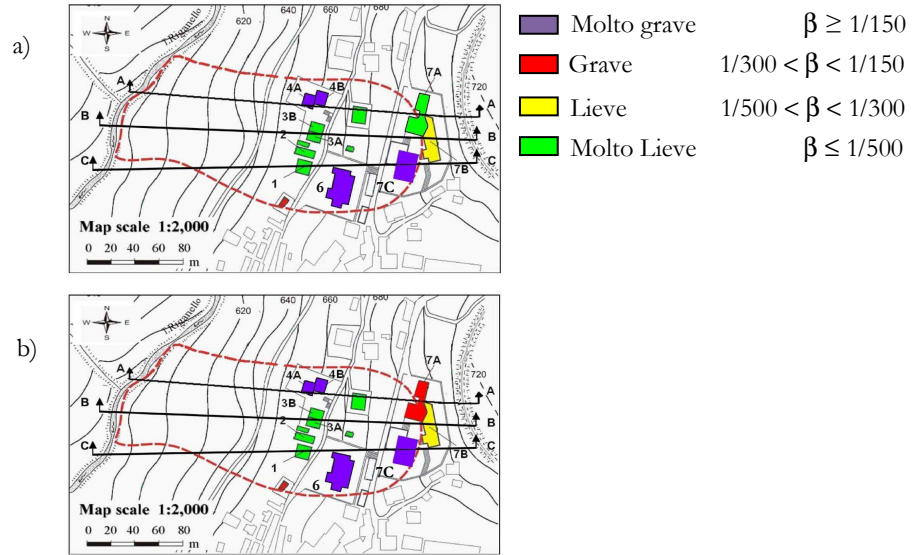 a)
N
W E
S
T.Riganello
620
640
660
680
7A
720
A
4A
4B
A
B
3B
B
2
3A
C
C
1
6
7C
7B
Map scale 1:2,000
0 20 40 60 80
m
Molto grave β ≥ 1/150
Grave 1/300 < β < 1/150
Lieve 1/500 < β < 1/300
Molto Lieve β ≤ 1/500
b)
N
W E
S
T.Riganello
620
640
660
680
7A
720
A
4A
4B
A
B
3B
B
2
3A
C
C
1
6
7C
7B
Map scale 1:2,000
0 20 40 60 80
m